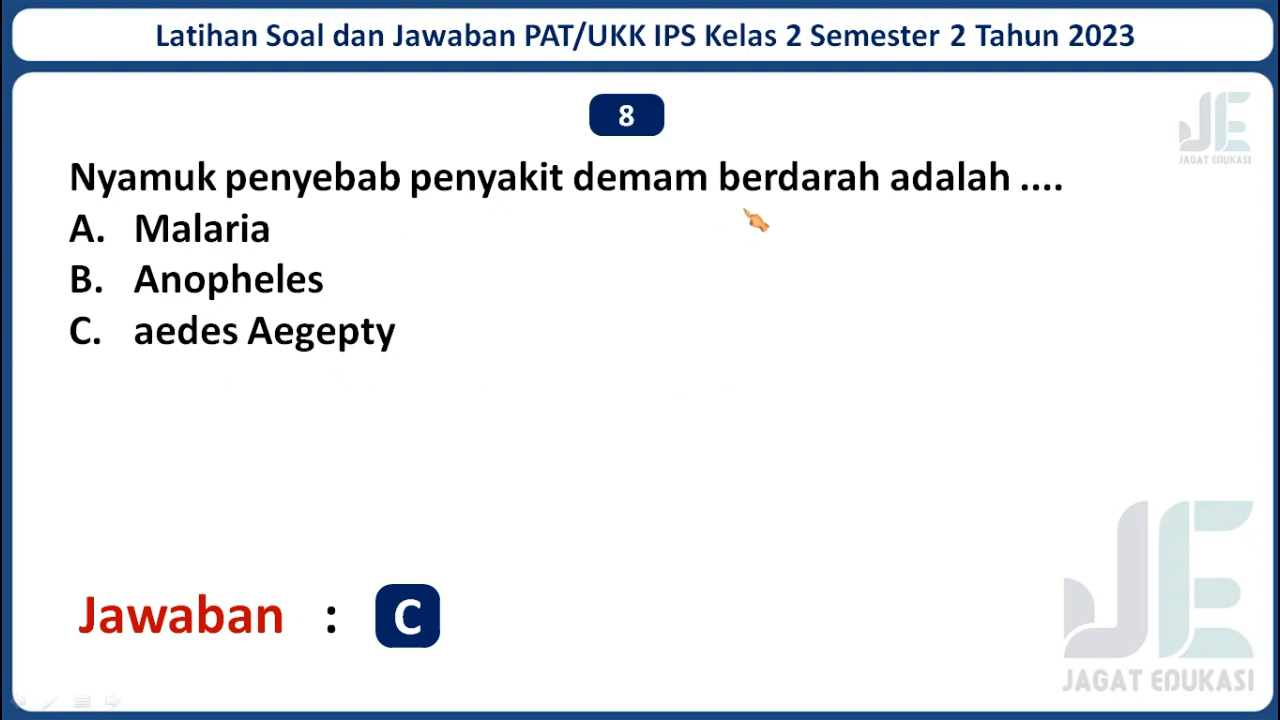 Latihan Soal dan Jawaban PAT/UKK IPS Kelas 2 Semester 2 Tahun 2023
8
JAGAT EDUKASI
Nyamuk penyebab penyakit demam berdarah adalah ....
A. Malaria
B. Anopheles
C. aedes Aegepty
Jawaban : C
JE
JAGAT EDUKASI